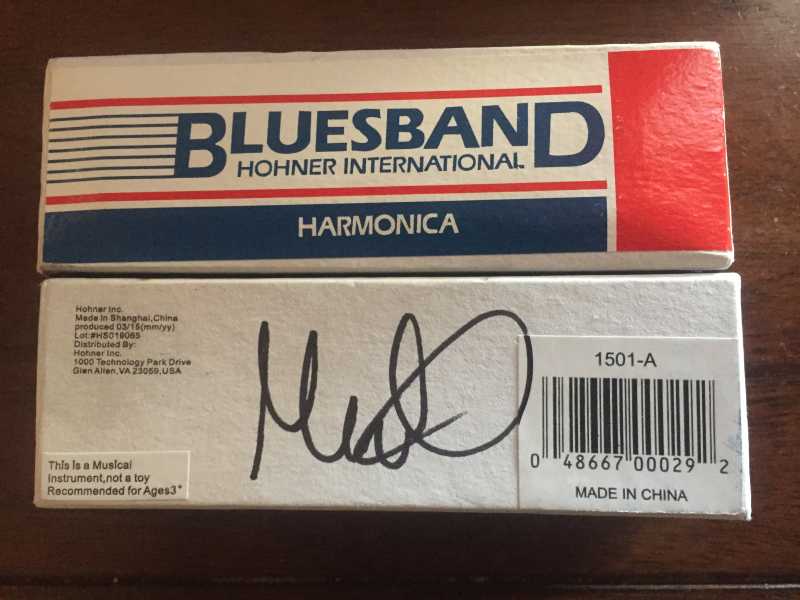 BLUESBAND
HOHNER INTERNATIONAL
HARMONICA
Hohner Inc.
Made in Shanghai,China
produced 03/15(mm/yy)
Lot:#HS019065
Distributed By:
Hohner Inc.
1000 Technology Park Drive
Glen Allen,VA 23059,USA
This is a Musical
Instrument,not a toy
Recommended for Ages3+
1501-A
0 48667 00029 2
MADE IN CHINA